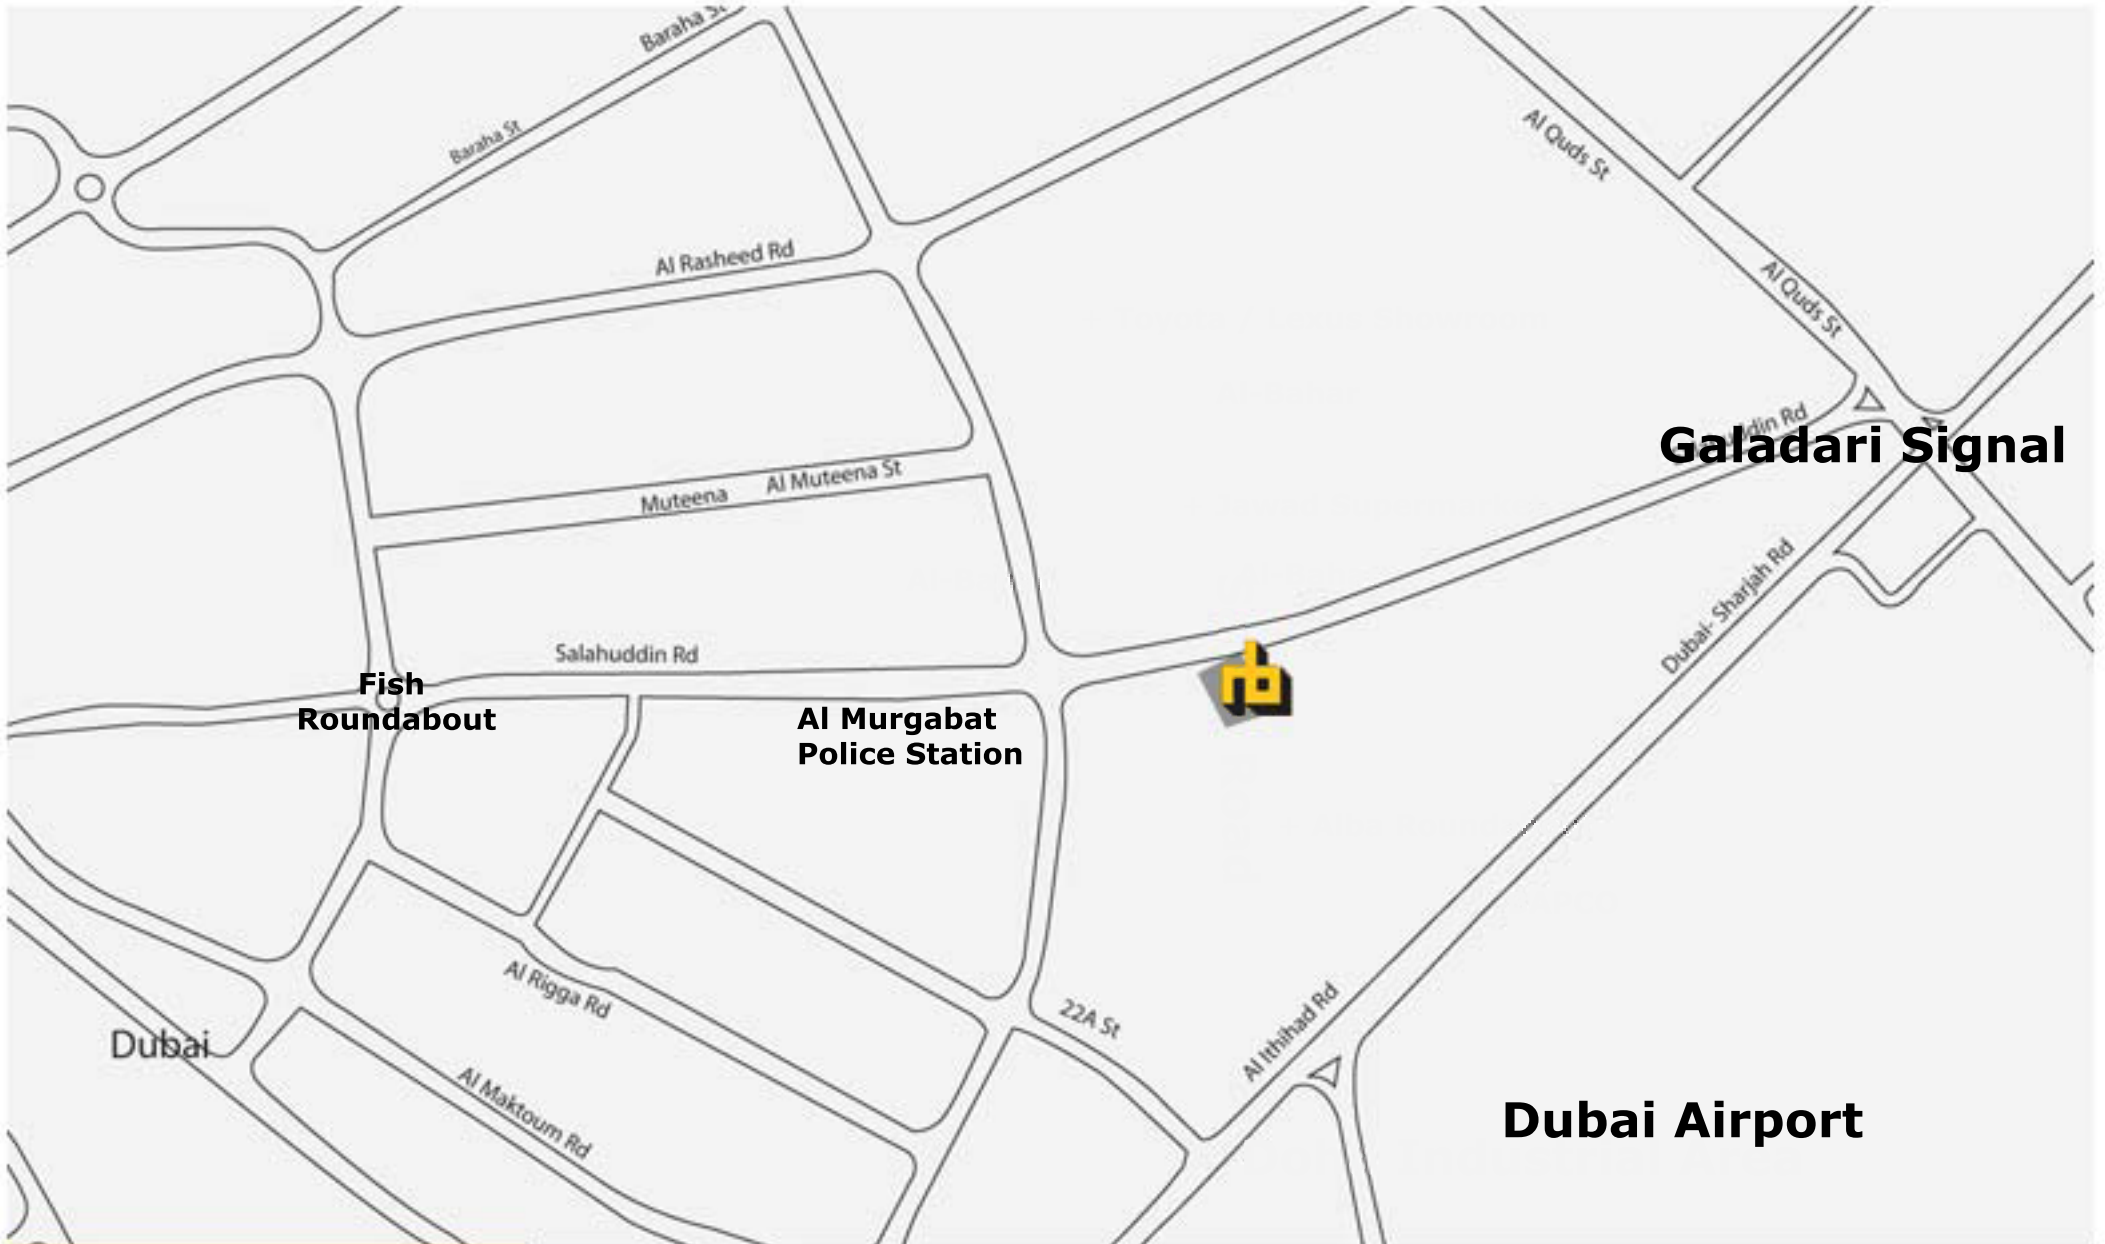 Baraha St
Baraha St
Al Quds St
Al Rasheed Rd
Al Quds St
Salahuddin Rd
Galadari Signal
Muteena
Al Muteena St
Dubai- Sharjah Rd
Salahuddin Rd
Fish
Roundabout
Al Murgabat
Police Station
Al Rigga Rd
22A St
Al Ithihad Rd
Dubai
Al Maktoum Rd
Dubai Airport